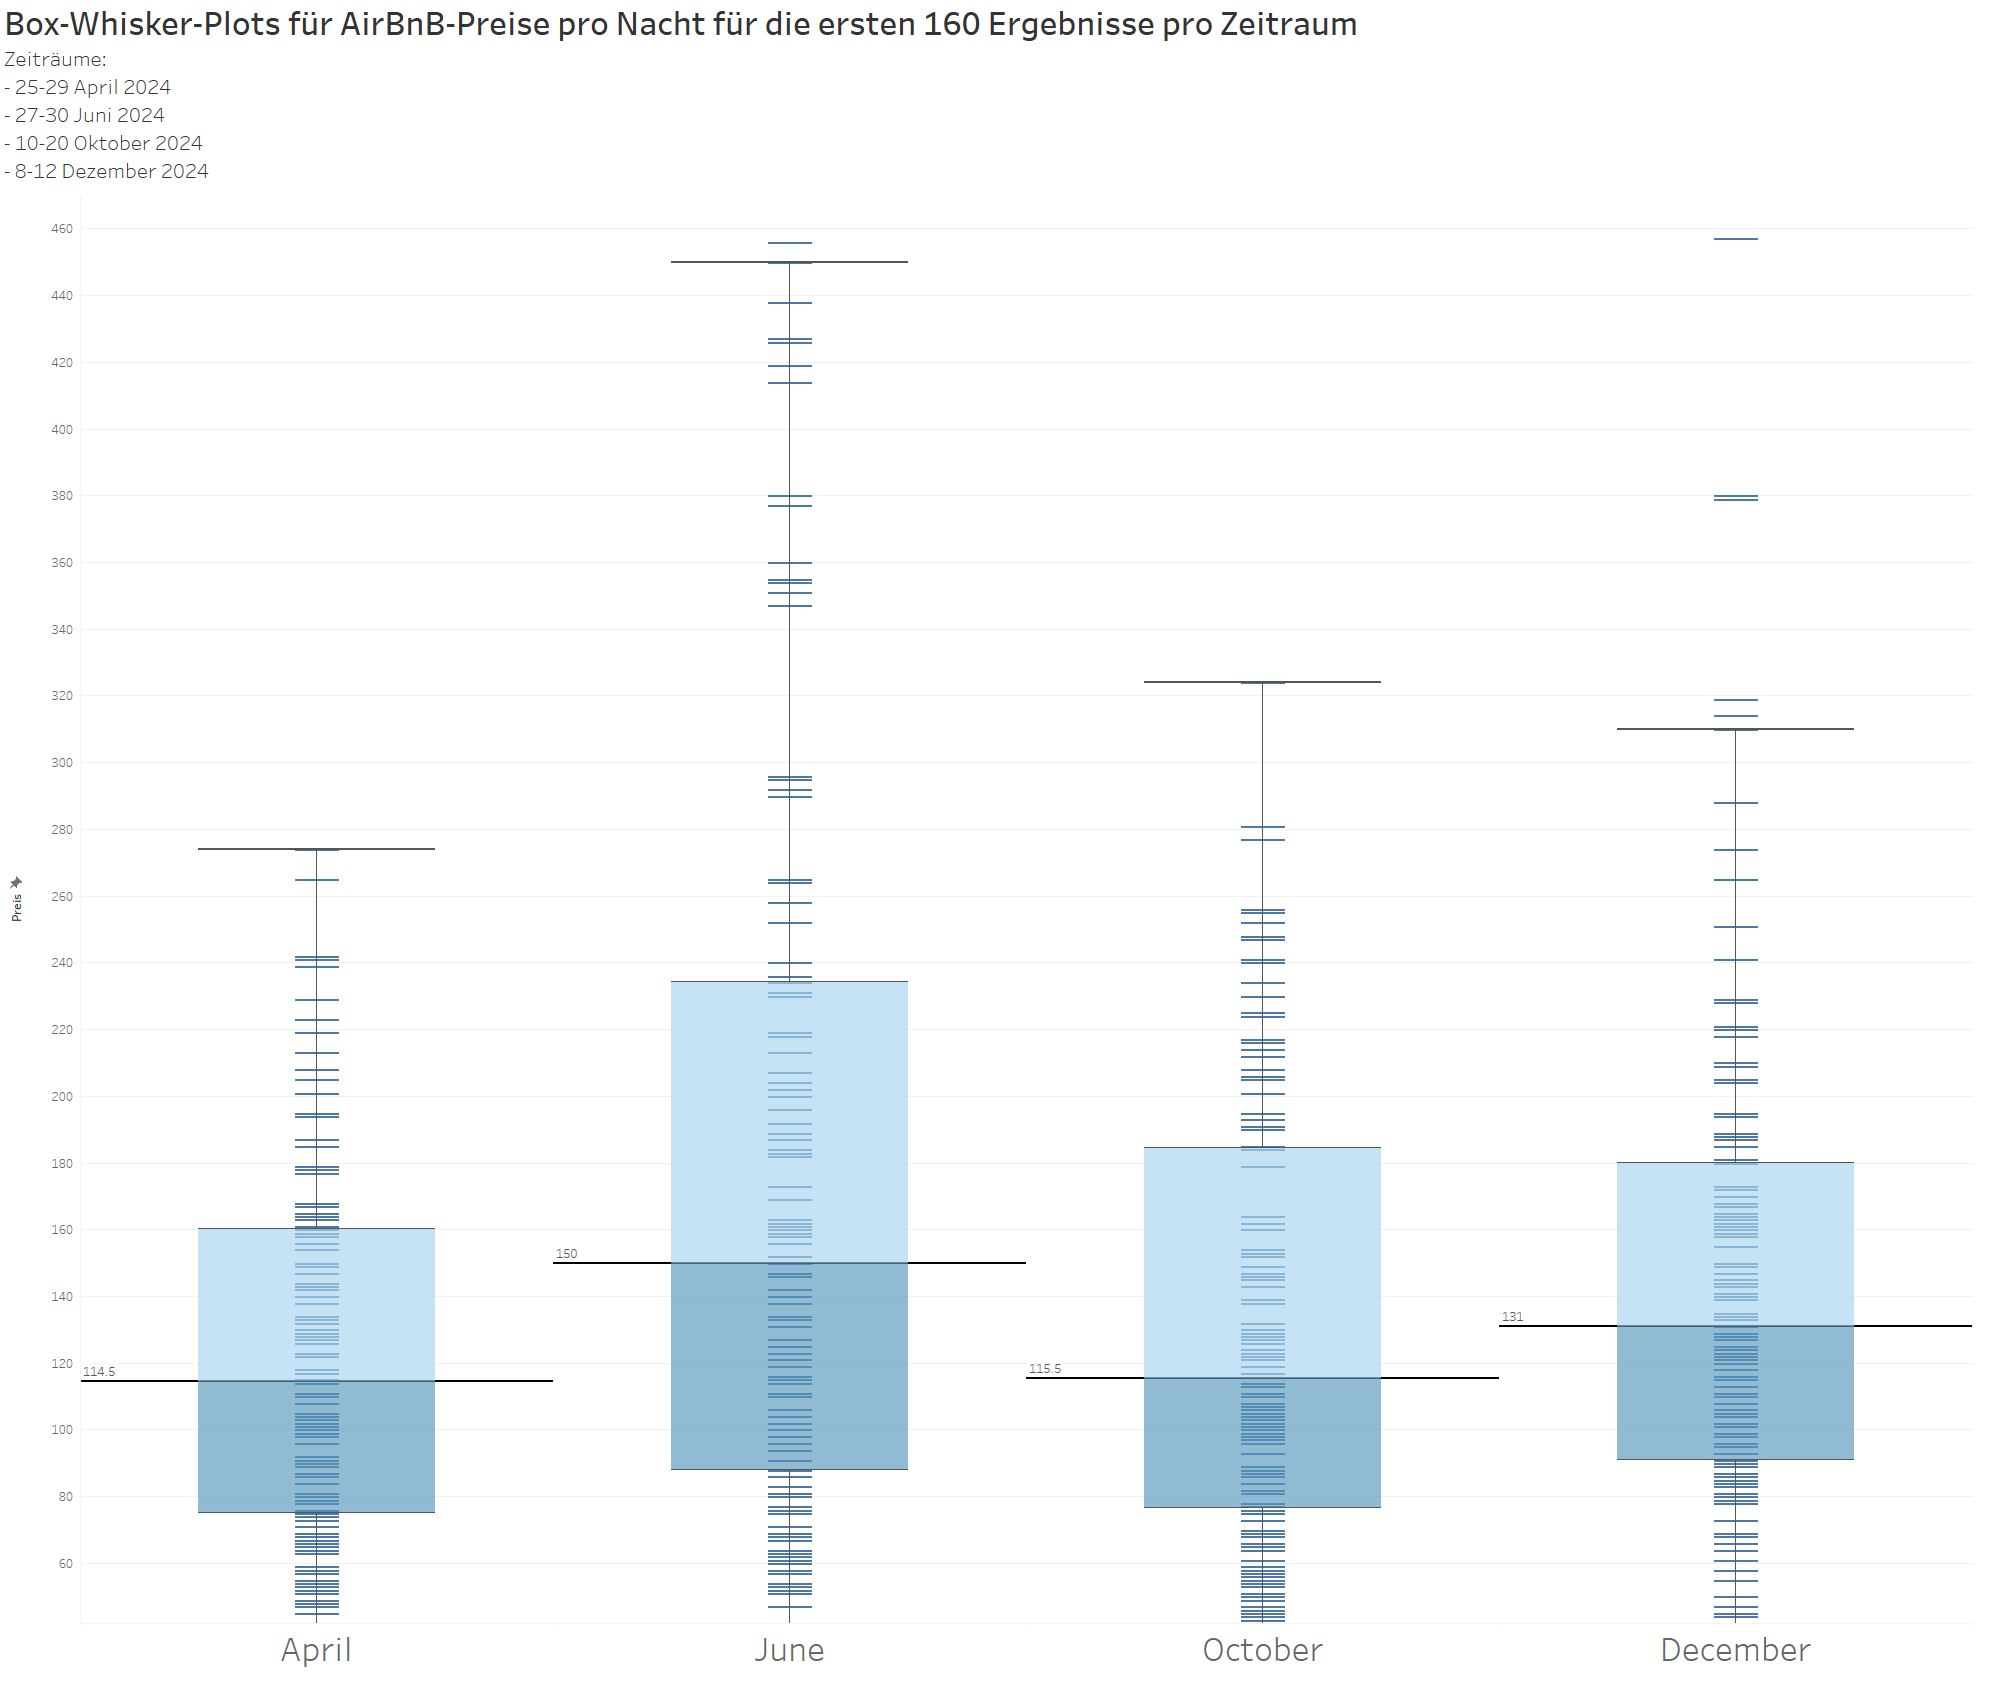 Box-Whisker-Plots für AirBnB-Preise pro Nacht für die ersten 160 Ergebnisse pro Zeitraum
Zeiträume:
- 25-29 April 2024
- 27-30 Juni 2024
- 10-20 Oktober 2024
- 8-12 Dezember 2024
460
440
420
400
380
360
340
320
300
280
260
240
220
200
180
160
140
120
100
80
60
Preis
114.5
150
115.5
131
April
June
October
December